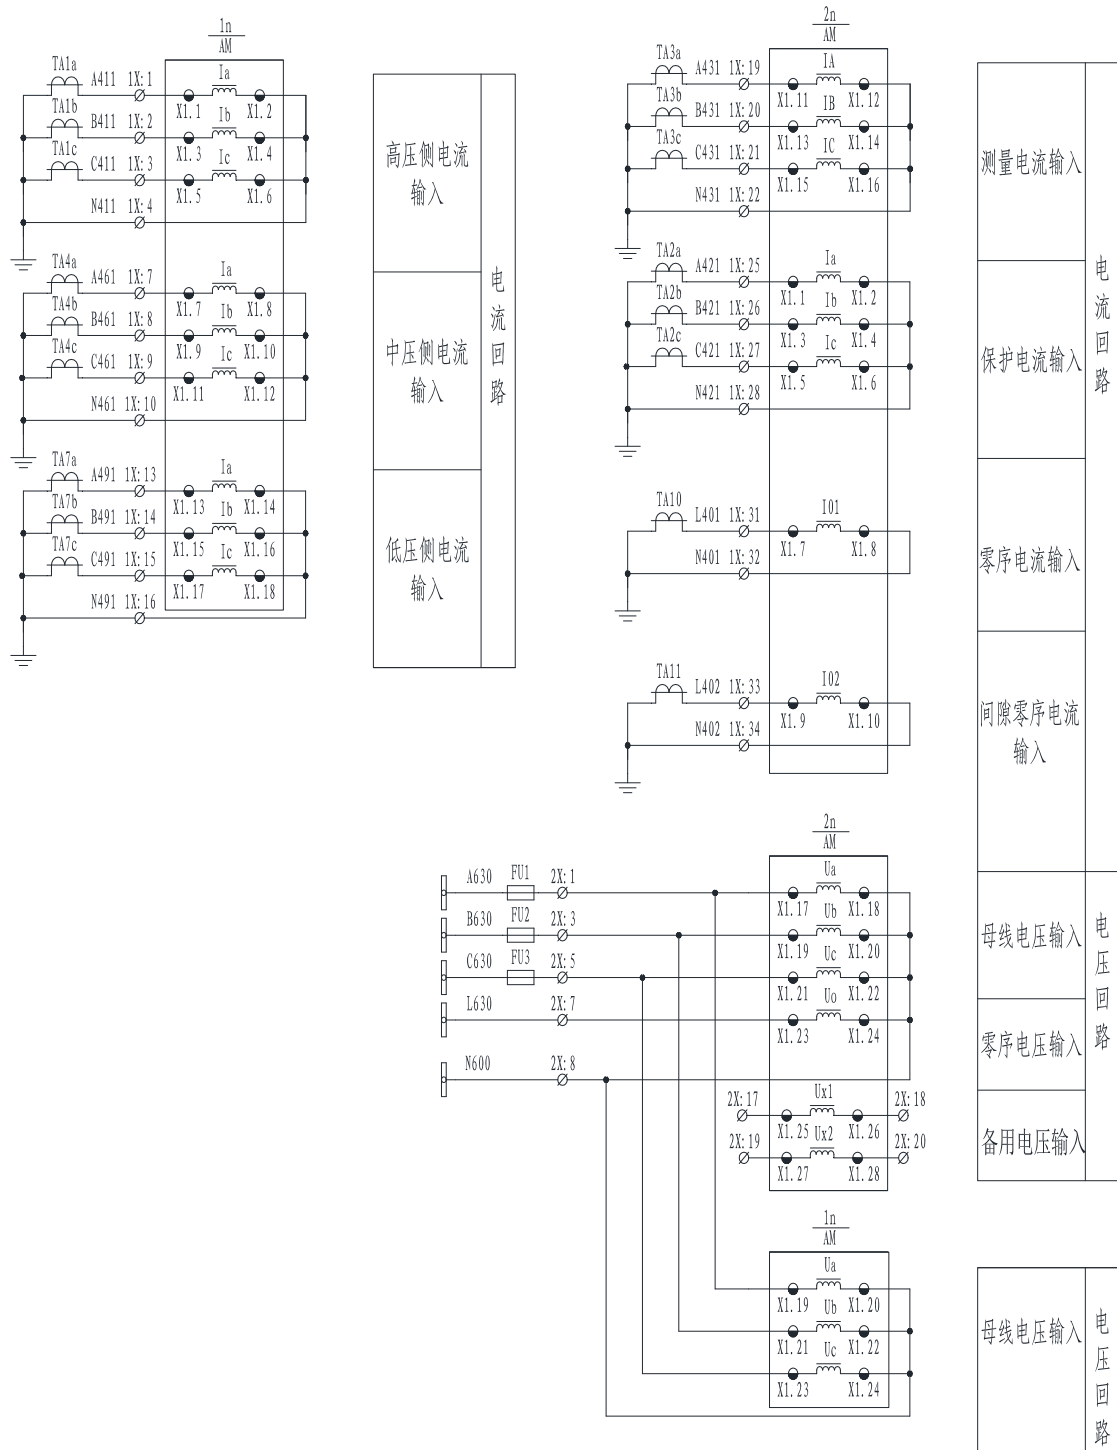 1n
AM
TA1a A411 1X:1 Ia
X1.1 X1.2
TA1b B411 1X:2 Ib
X1.3 X1.4
TA1c C411 1X:3 Ic
X1.5 X1.6
N411 1X:4
TA4a A461 1X:7 Ia
X1.7 X1.8
TA4b B461 1X:8 Ib
X1.9 X1.10
TA4c C461 1X:9 Ic
X1.11 X1.12
N461 1X:10
TA7a A491 1X:13 Ia
X1.13 X1.14
TA7b B491 1X:14 Ib
X1.15 X1.16
TA7c C491 1X:15 Ic
X1.17 X1.18
N491 1X:16
高压侧电流
输入
中压侧电流
输入
低压侧电流
输入
电
流
回
路
2n
AM
TA3a A431 1X:19 IA
X1.11 X1.12
TA3b B431 1X:20 IB
X1.13 X1.14
TA3c C431 1X:21 IC
X1.15 X1.16
N431 1X:22
TA2a A421 1X:25 Ia
X1.1 X1.2
TA2b B421 1X:26 Ib
X1.3 X1.4
TA2c C421 1X:27 Ic
X1.5 X1.6
N421 1X:28
TA10 L401 1X:31 I01
X1.7 X1.8
N401 1X:32
TA11 L402 1X:33 I02
X1.9 X1.10
N402 1X:34
测量电流输入
保护电流输入
零序电流输入
间隙零序电流
输入
电
流
回
路
2n
AM
A630 FU1 2X:1 Ua
X1.17 X1.18
B630 FU2 2X:3 Ub
X1.19 X1.20
C630 FU3 2X:5 Uc
X1.21 X1.22
L630 2X:7 Uo
X1.23 X1.24
N600 2X:8
2X:17 Ux1 2X:18
X1.25 X1.26
2X:19 Ux2 2X:20
X1.27 X1.28
母线电压输入
零序电压输入
备用电压输入
电
压
回
路
1n
AM
Ua
X1.19 X1.20
Ub
X1.21 X1.22
Uc
X1.23 X1.24
母线电压输入
电
压
回
路